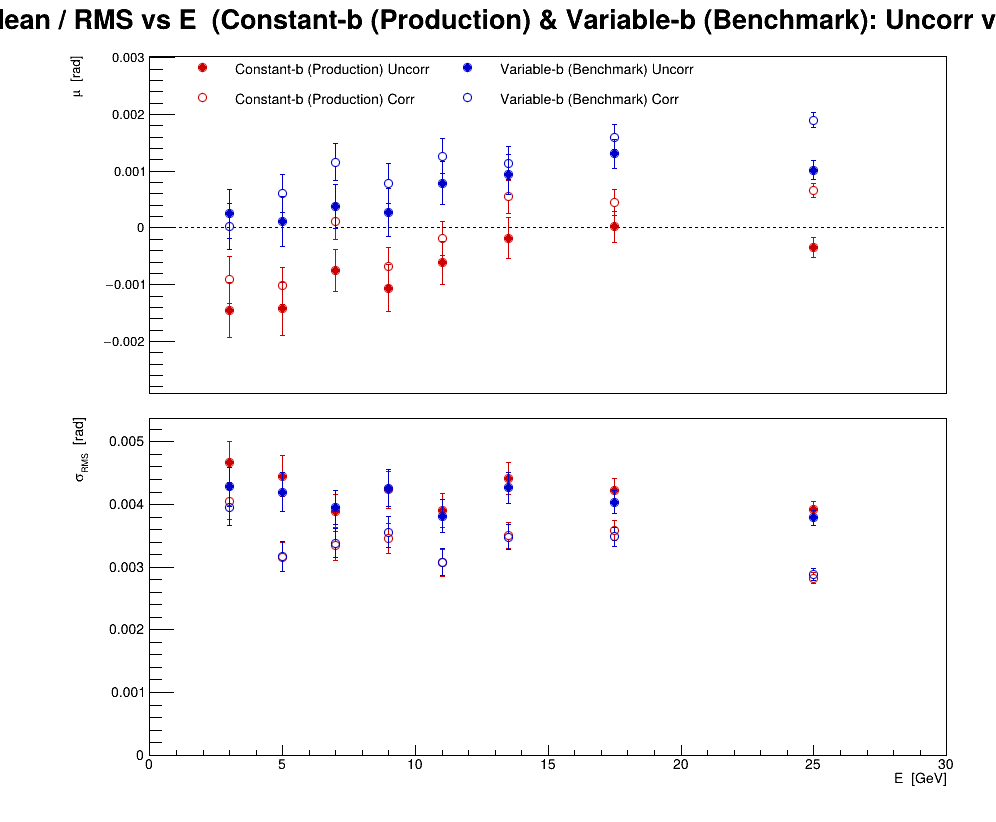 lean / RMS vs E (Constant-b (Production) & Variable-b (Benchmark): Uncorr v
μ [rad]
0.003
0.002
0.001
0
−0.001
−0.002
Constant-b (Production) Uncorr
Variable-b (Benchmark) Uncorr
Constant-b (Production) Corr
Variable-b (Benchmark) Corr
σRMS [rad]
0.005
0.004
0.003
0.002
0.001
0
0 5 10 15 20 25 30
E [GeV]